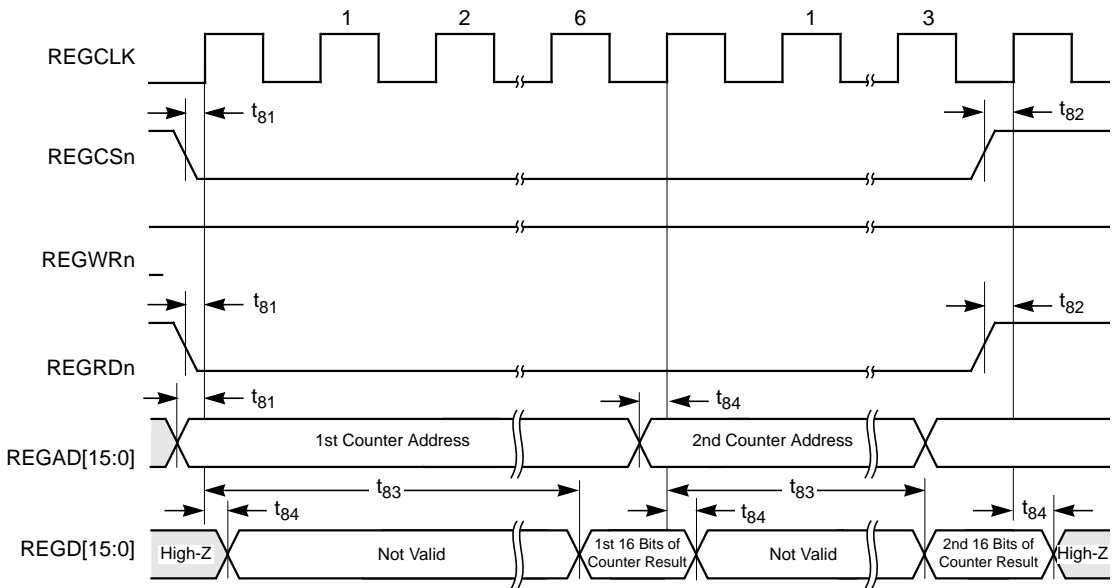 1 2 6 1 3
REGCLK
t81 t82
REGCSn
REGWRn
t81 t82
REGRDn
t81 t84
1st Counter Address 2nd Counter Address
REGAD[15:0]
t83 t83
t84 t84 t84
REGD[15:0] High-Z Not Valid 1st 16 Bits of Counter Result Not Valid 2nd 16 Bits of Counter Result High-Z